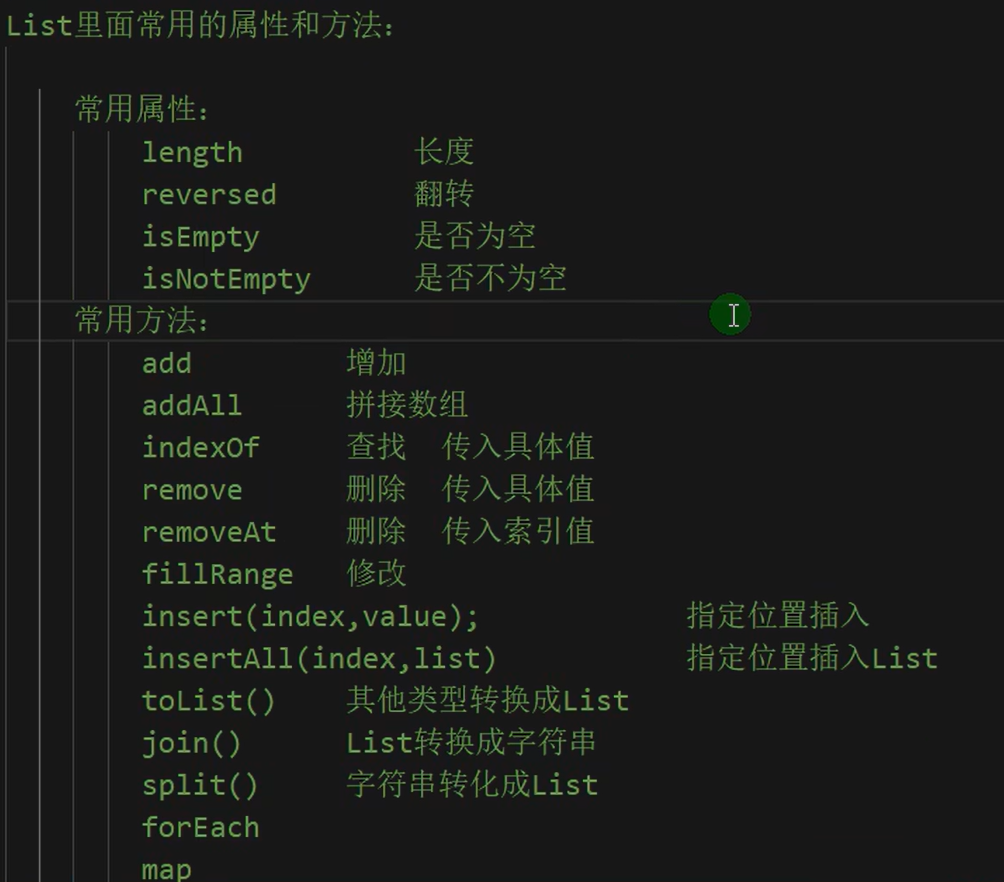 List里面常用的属性和方法:
常用属性:
length 长度
reversed 翻转
isEmpty 是否为空
isNotEmpty 是否不为空
常用方法:
add 增加
addAll 拼接数组
indexOf 查找 传入具体值
remove 删除 传入具体值
removeAt 删除 传入索引值
fillRange 修改
insert(index,value); 指定位置插入
insertAll(index,list) 指定位置插入List
toList() 其他类型转换成List
join() List转换成字符串
split() 字符串转化成List
forEach
map